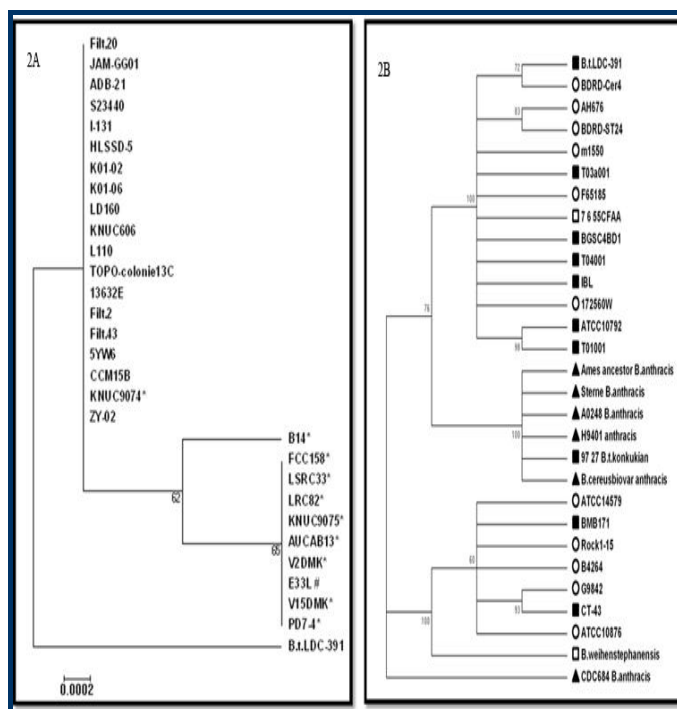 2A
Filt.20
JAM-GG01
ADB-21
S23440
I-131
HLSSD-5
K01-02
K01-06
LD160
KNUC606
L110
TOPO-colonie13C
13632E
Filt.2
Filt.43
5YW6
CCM15B
KNUC9074*
ZY-02
B14*
FCC158*
LSRC33*
LRC82*
KNUC9075*
AUCAB13*
V2DMK*
E33L #
V15DMK*
PD7-4*
B.t.LDC-391
62
65
0.0002
2B
B.t.LDC-391
BDRD-Cer4
AH676
BDRD-ST24
m1550
T03a001
F65185
7 6 55CFAA
BGSC4BD1
T04001
IBL
172560W
ATCC10792
T01001
Ames ancestor B.anthracis
Sterne B.anthracis
A0248 B.anthracis
H9401 anthracis
97 27 B.t.konkukian
B.cereusbiovar anthracis
ATCC14579
BMB171
Rock1-15
B4264
G9842
CT-43
ATCC10876
B.weihenstephanensis
CDC684 B.anthracis
72
83
100
98
76
100
60
93
100